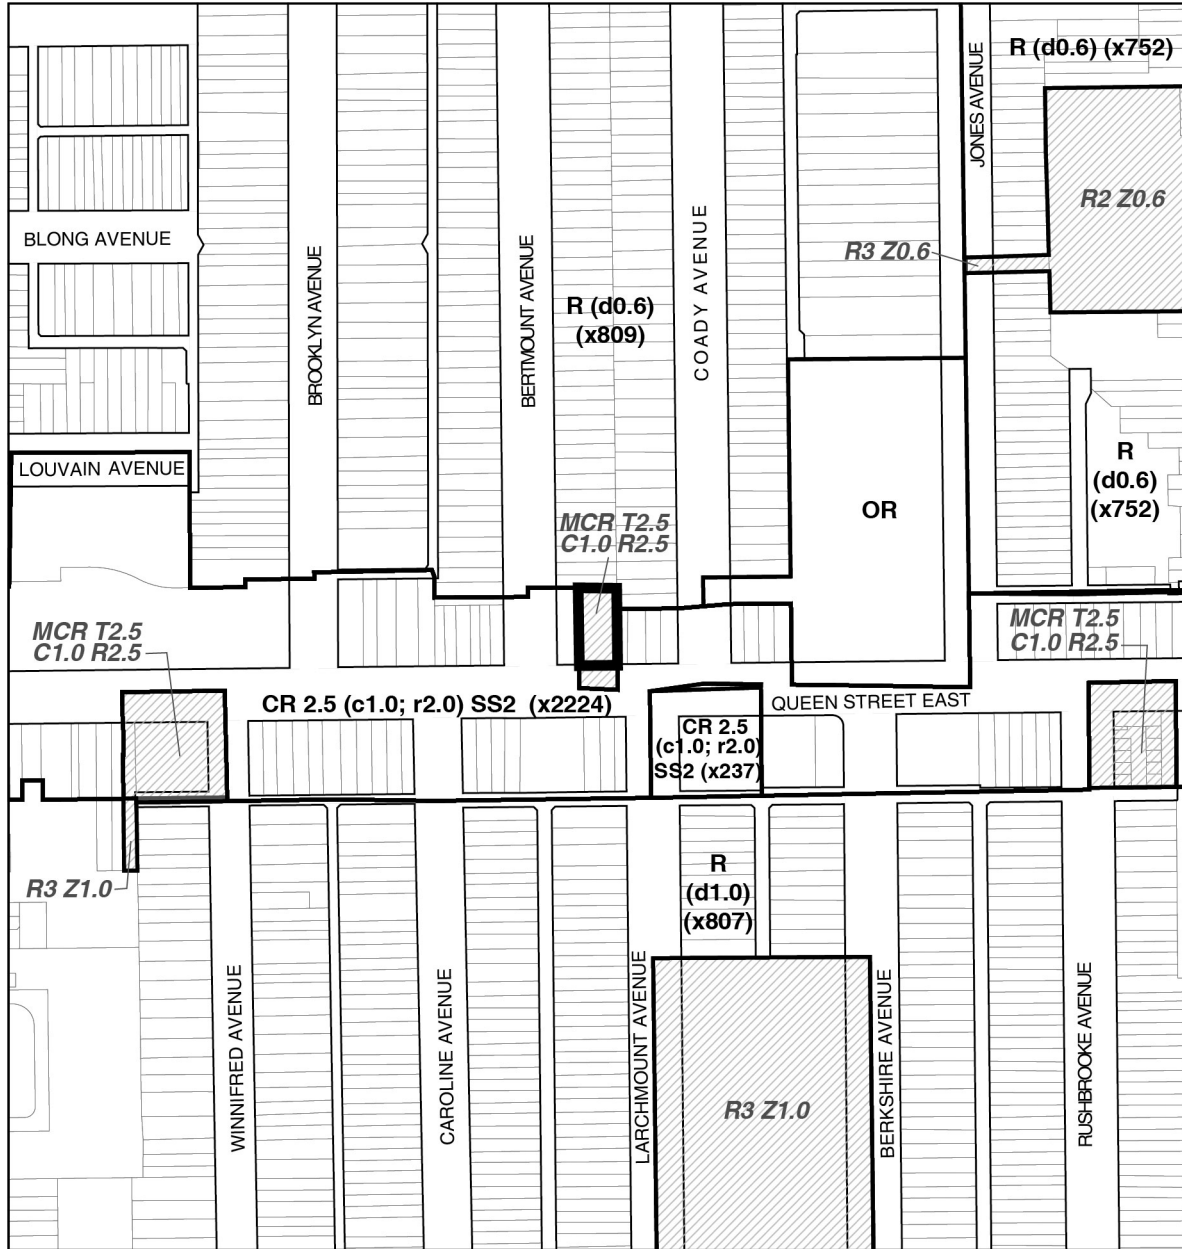 R (d0.6) (x752)
JONES AVENUE
R2 Z0.6
BLONG AVENUE
R3 Z0.6
BROOKLYN AVENUE
BERTMOUNT AVENUE
R (d0.6)
(x809)
COADY AVENUE
LOUVAIN AVENUE
R
(d0.6)
(x752)
OR
MCR T2.5
C1.0 R2.5
MCR T2.5
C1.0 R2.5
MCR T2.5
C1.0 R2.5
CR 2.5 (c1.0; r2.0) SS2 (x2224)
QUEEN STREET EAST
CR 2.5
(c1.0; r2.0)
SS2 (x237)
R3 Z1.0
R
(d1.0)
(x807)
WINNIFRED AVENUE
CAROLINE AVENUE
LARCHMOUNT AVENUE
BERKSHIRE AVENUE
RUSHBROOKE AVENUE
R3 Z1.0